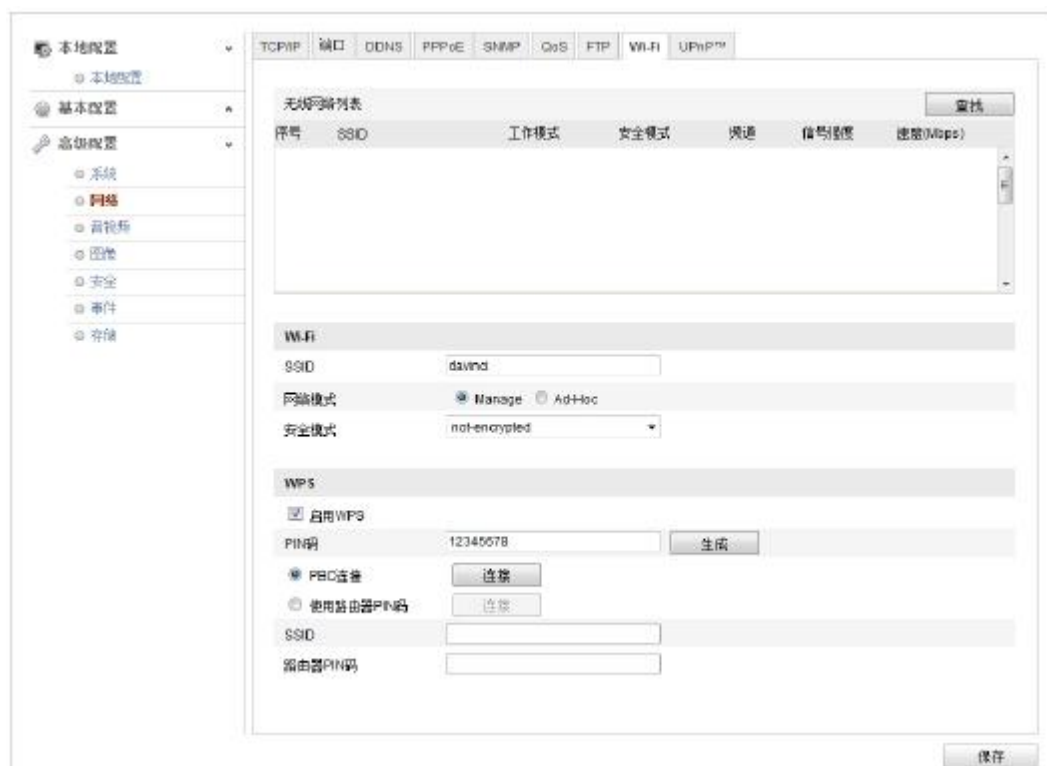 本地配置
本地配置
基本配置
高级配置
系统
网络
音视频
图像
安全
事件
存储
TCP/IP 端口 DDNS PPPoE SNMP QoS FTP Wi-Fi UPnP™
无线网络列表 查找
序号 SSID 工作模式 安全模式 频道 信号强度 速度(Mbps)
Wi-Fi
SSID davinci
网络模式 Manage Ad-Hoc
安全模式 not-encrypted
WPS
启用WPS
PIN码 12345678 生成
PBC连接 连接
使用路由器PIN码 连接
SSID
路由器PIN码
保存